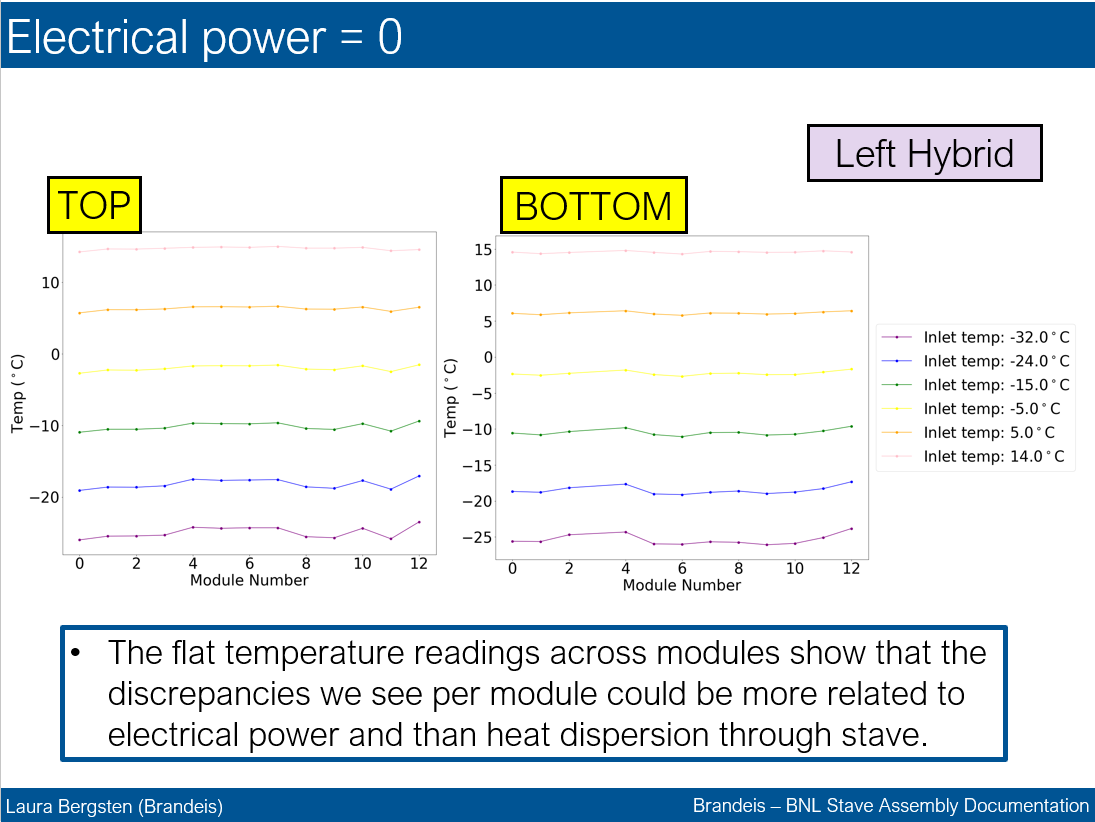 Electrical power = 0
Left Hybrid
TOP
BOTTOM
10
0
−10
−20
Temp (°C)
0 2 4 6 8 10 12
Module Number
15
10
5
0
−5
−10
−15
−20
−25
Temp (°C)
0 2 4 6 8 10 12
Module Number
Inlet temp: -32.0°C
Inlet temp: -24.0°C
Inlet temp: -15.0°C
Inlet temp: -5.0°C
Inlet temp: 5.0°C
Inlet temp: 14.0°C
• The flat temperature readings across modules show that the
discrepancies we see per module could be more related to
electrical power and than heat dispersion through stave.
Laura Bergsten (Brandeis)
Brandeis – BNL Stave Assembly Documentation